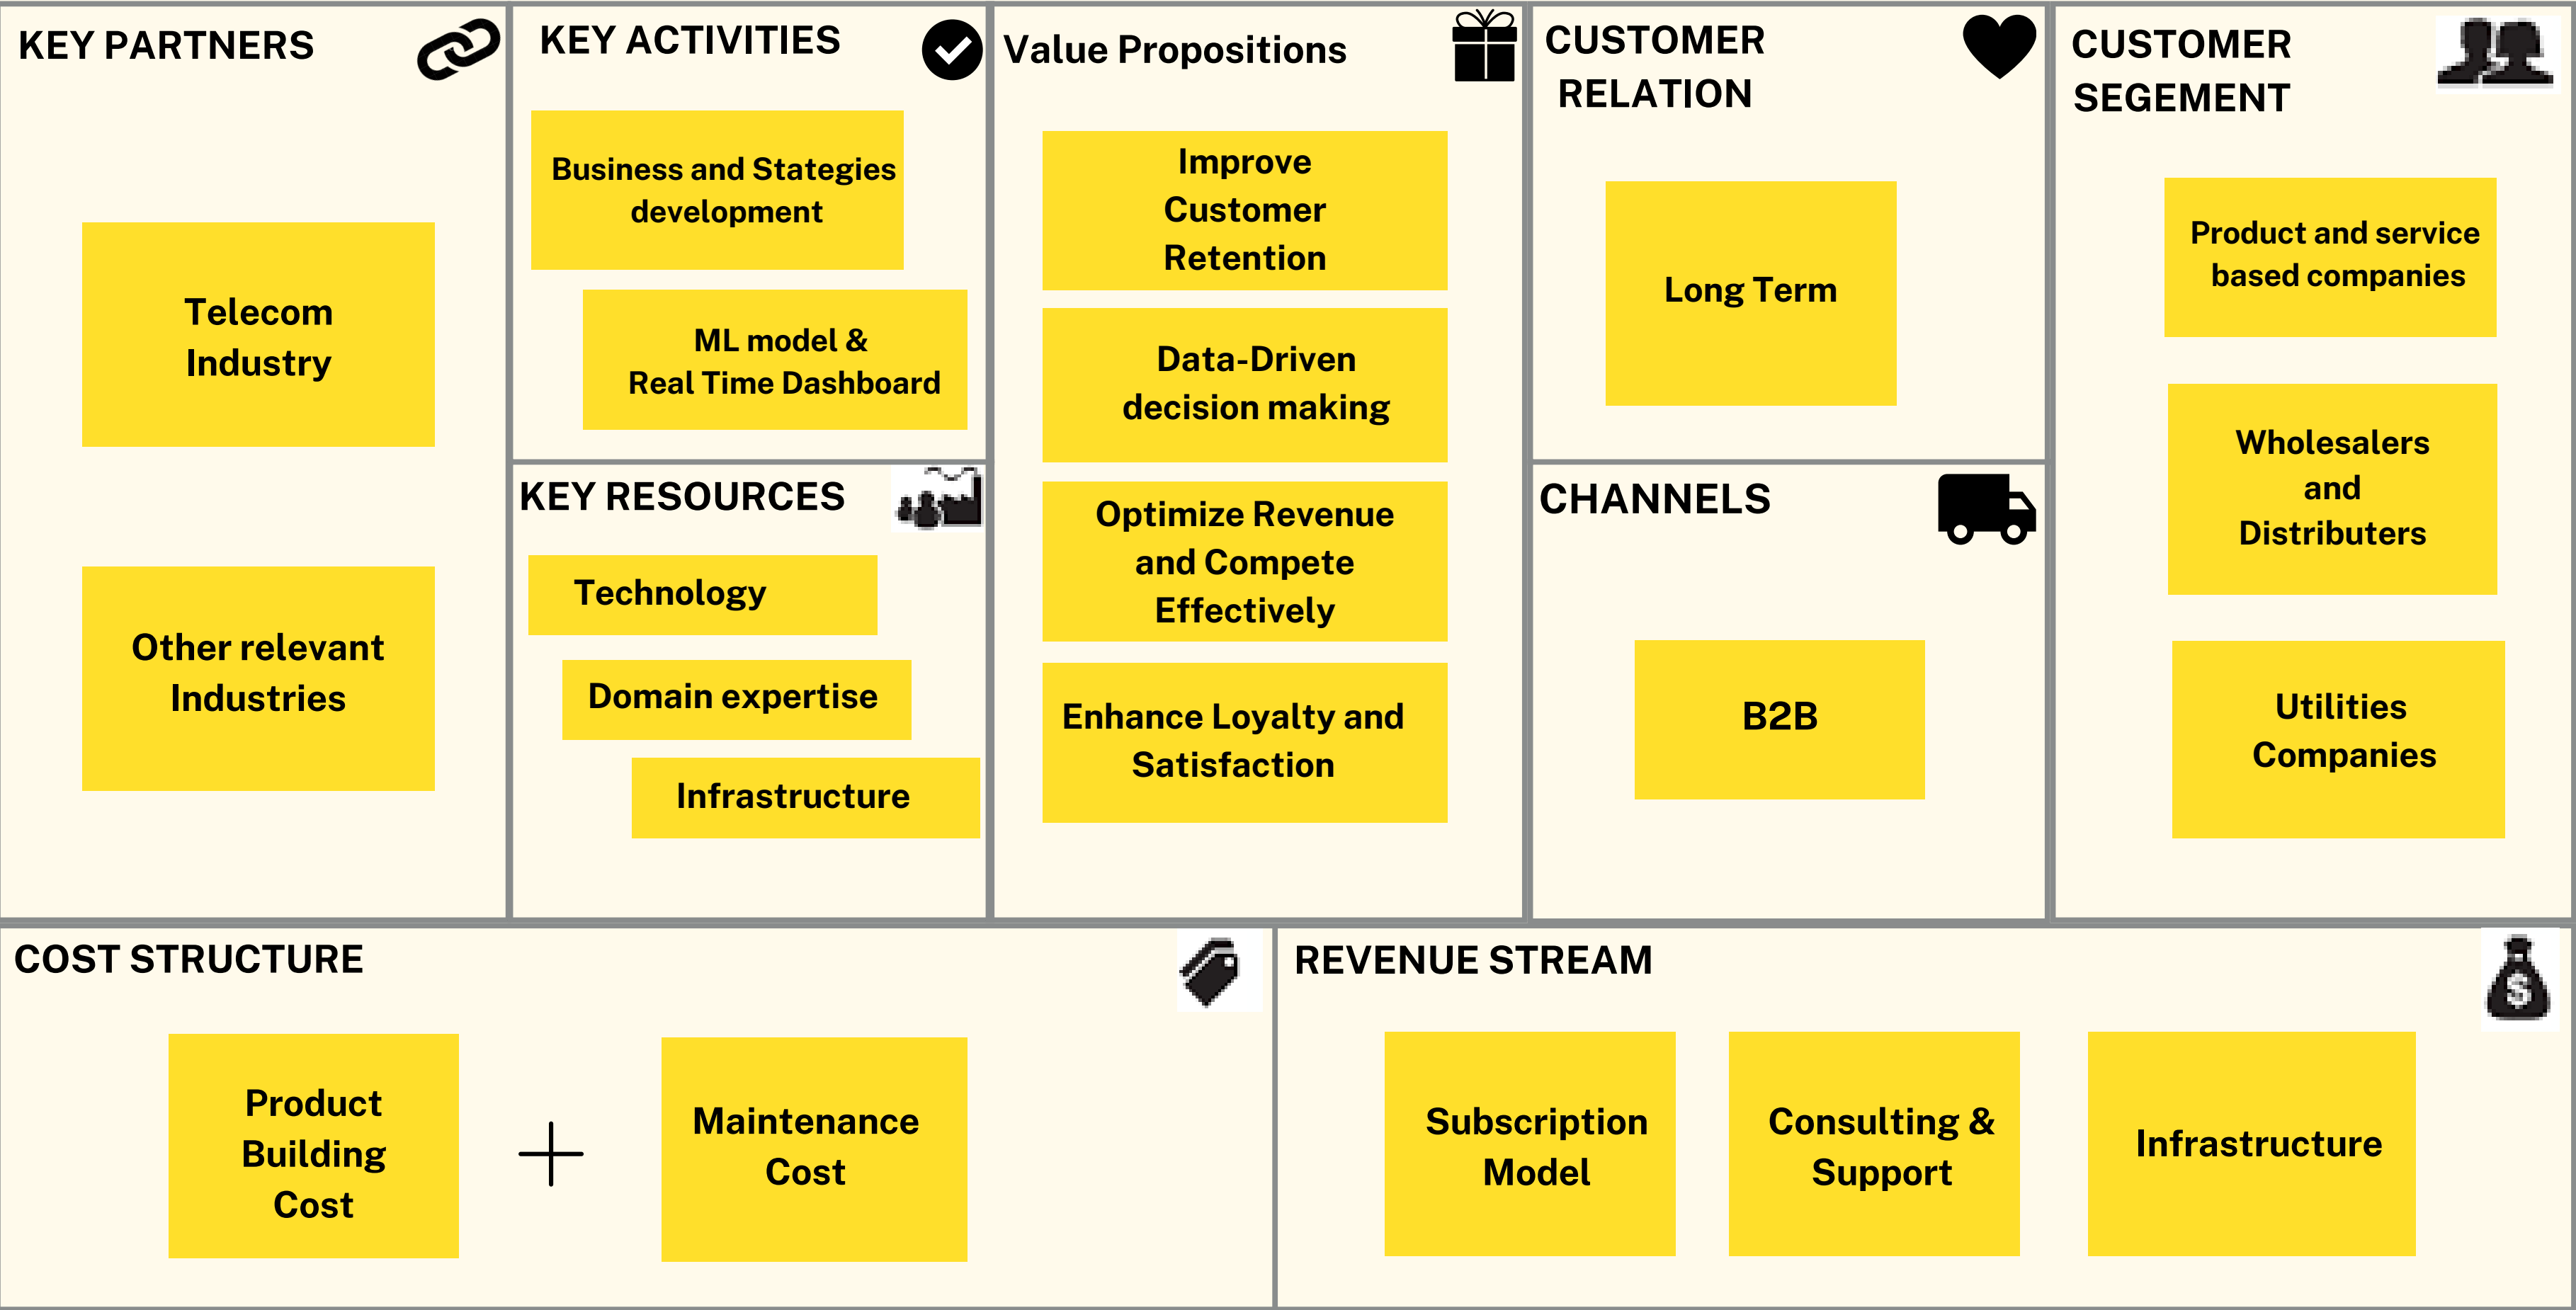 KEY PARTNERS
Telecom
Industry
Other relevant
Industries
KEY ACTIVITIES
Business and Stategies
development
ML model &
Real Time Dashboard
KEY RESOURCES
Technology
Domain expertise
Infrastructure
Value Propositions
Improve
Customer
Retention
Data-Driven
decision making
Optimize Revenue
and Compete
Effectively
Enhance Loyalty and
Satisfaction
CUSTOMER
RELATION
Long Term
CHANNELS
B2B
CUSTOMER
SEGEMENT
Product and service
based companies
Wholesalers
and
Distributers
Utilities
Companies
COST STRUCTURE
Product
Building
Cost
+
Maintenance
Cost
REVENUE STREAM
$
Subscription
Model
Consulting &
Support
Infrastructure